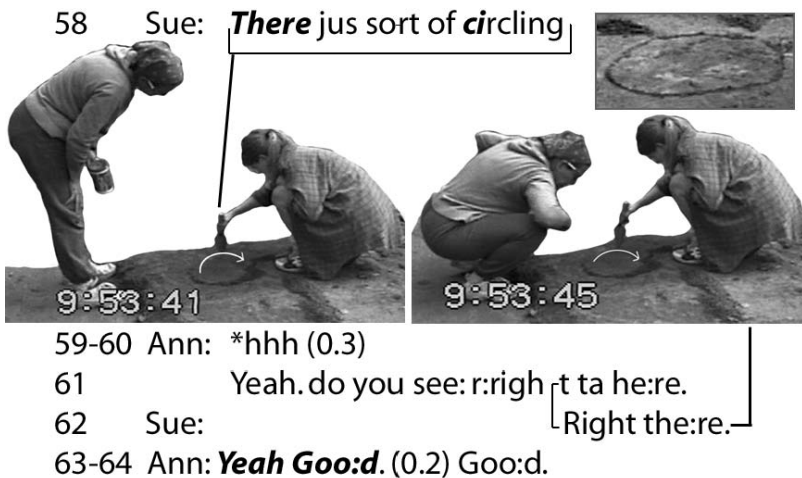 58 Sue: There jus sort of circling
9:53:41
9:53:45
59-60 Ann: *hhh (0.3)
61 Yeah. do you see: r:righ t ta he:re.
62 Sue: Right the:re.
63-64 Ann: Yeah Goo:d. (0.2) Goo:d.